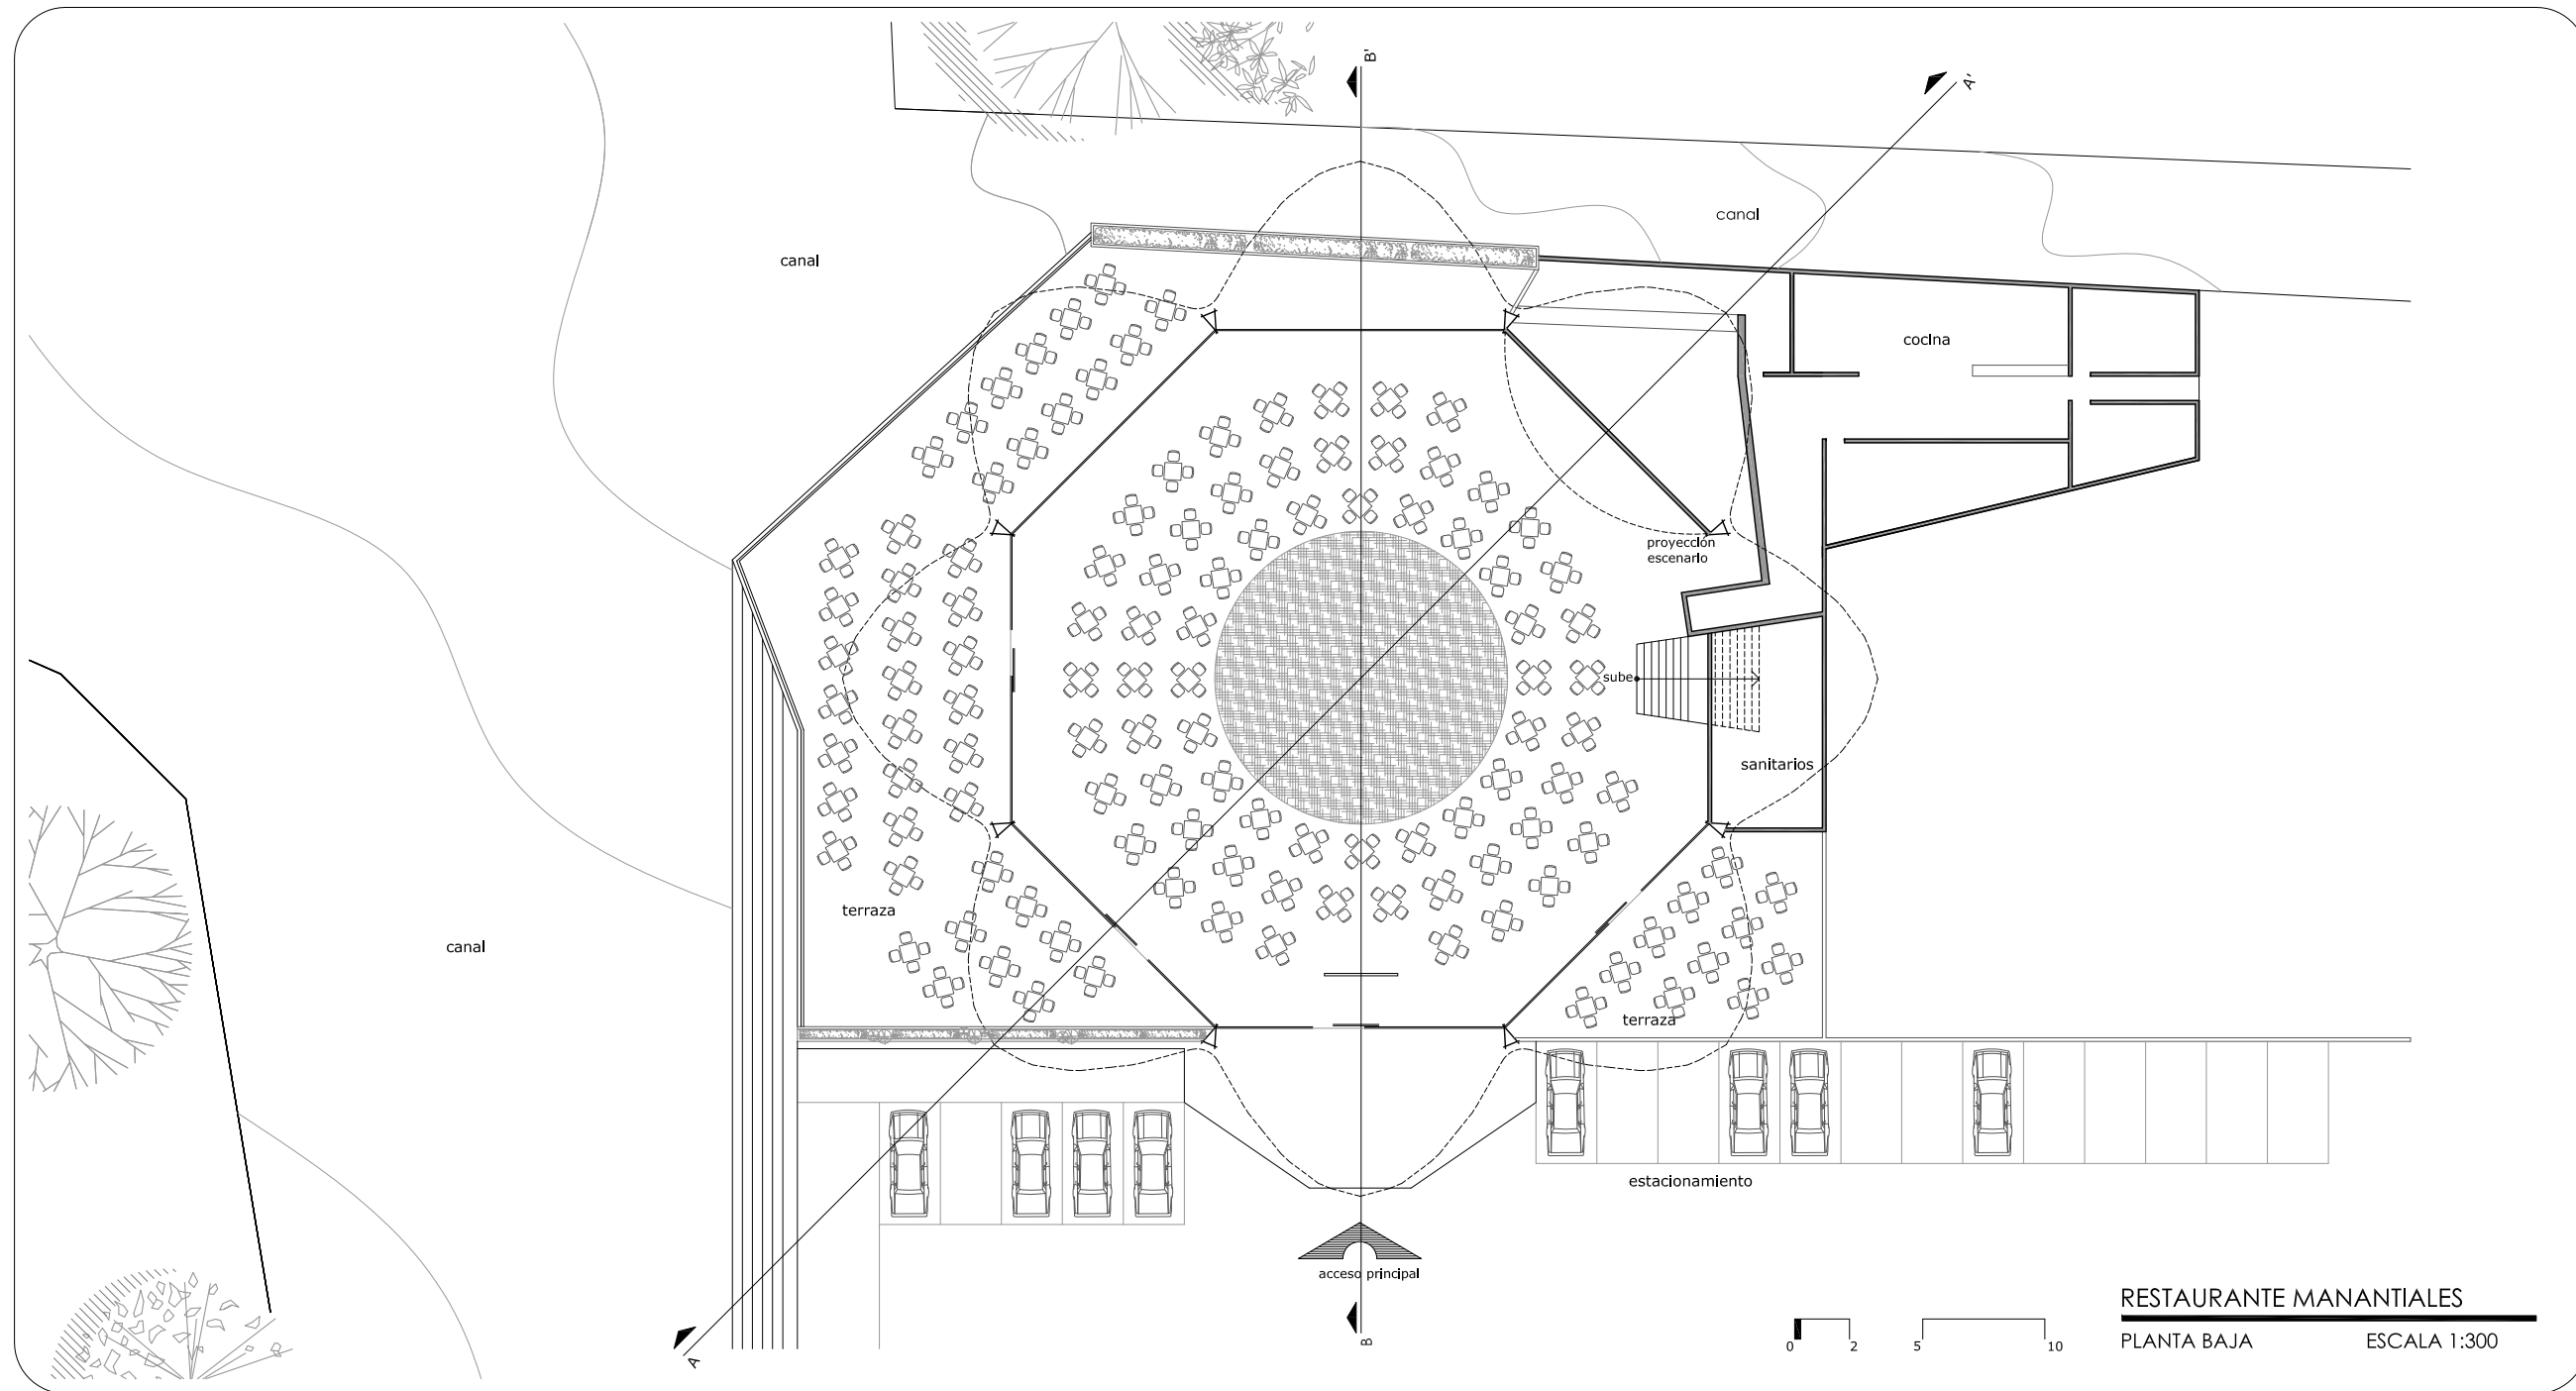 B'
A'
canal
canal
cocina
proyección
escenario
sube
sanitarios
terraza
canal
terraza
estacionamiento
acceso principal
A
B
0 2 5 10
RESTAURANTE MANANTIALES
PLANTA BAJA ESCALA 1:300